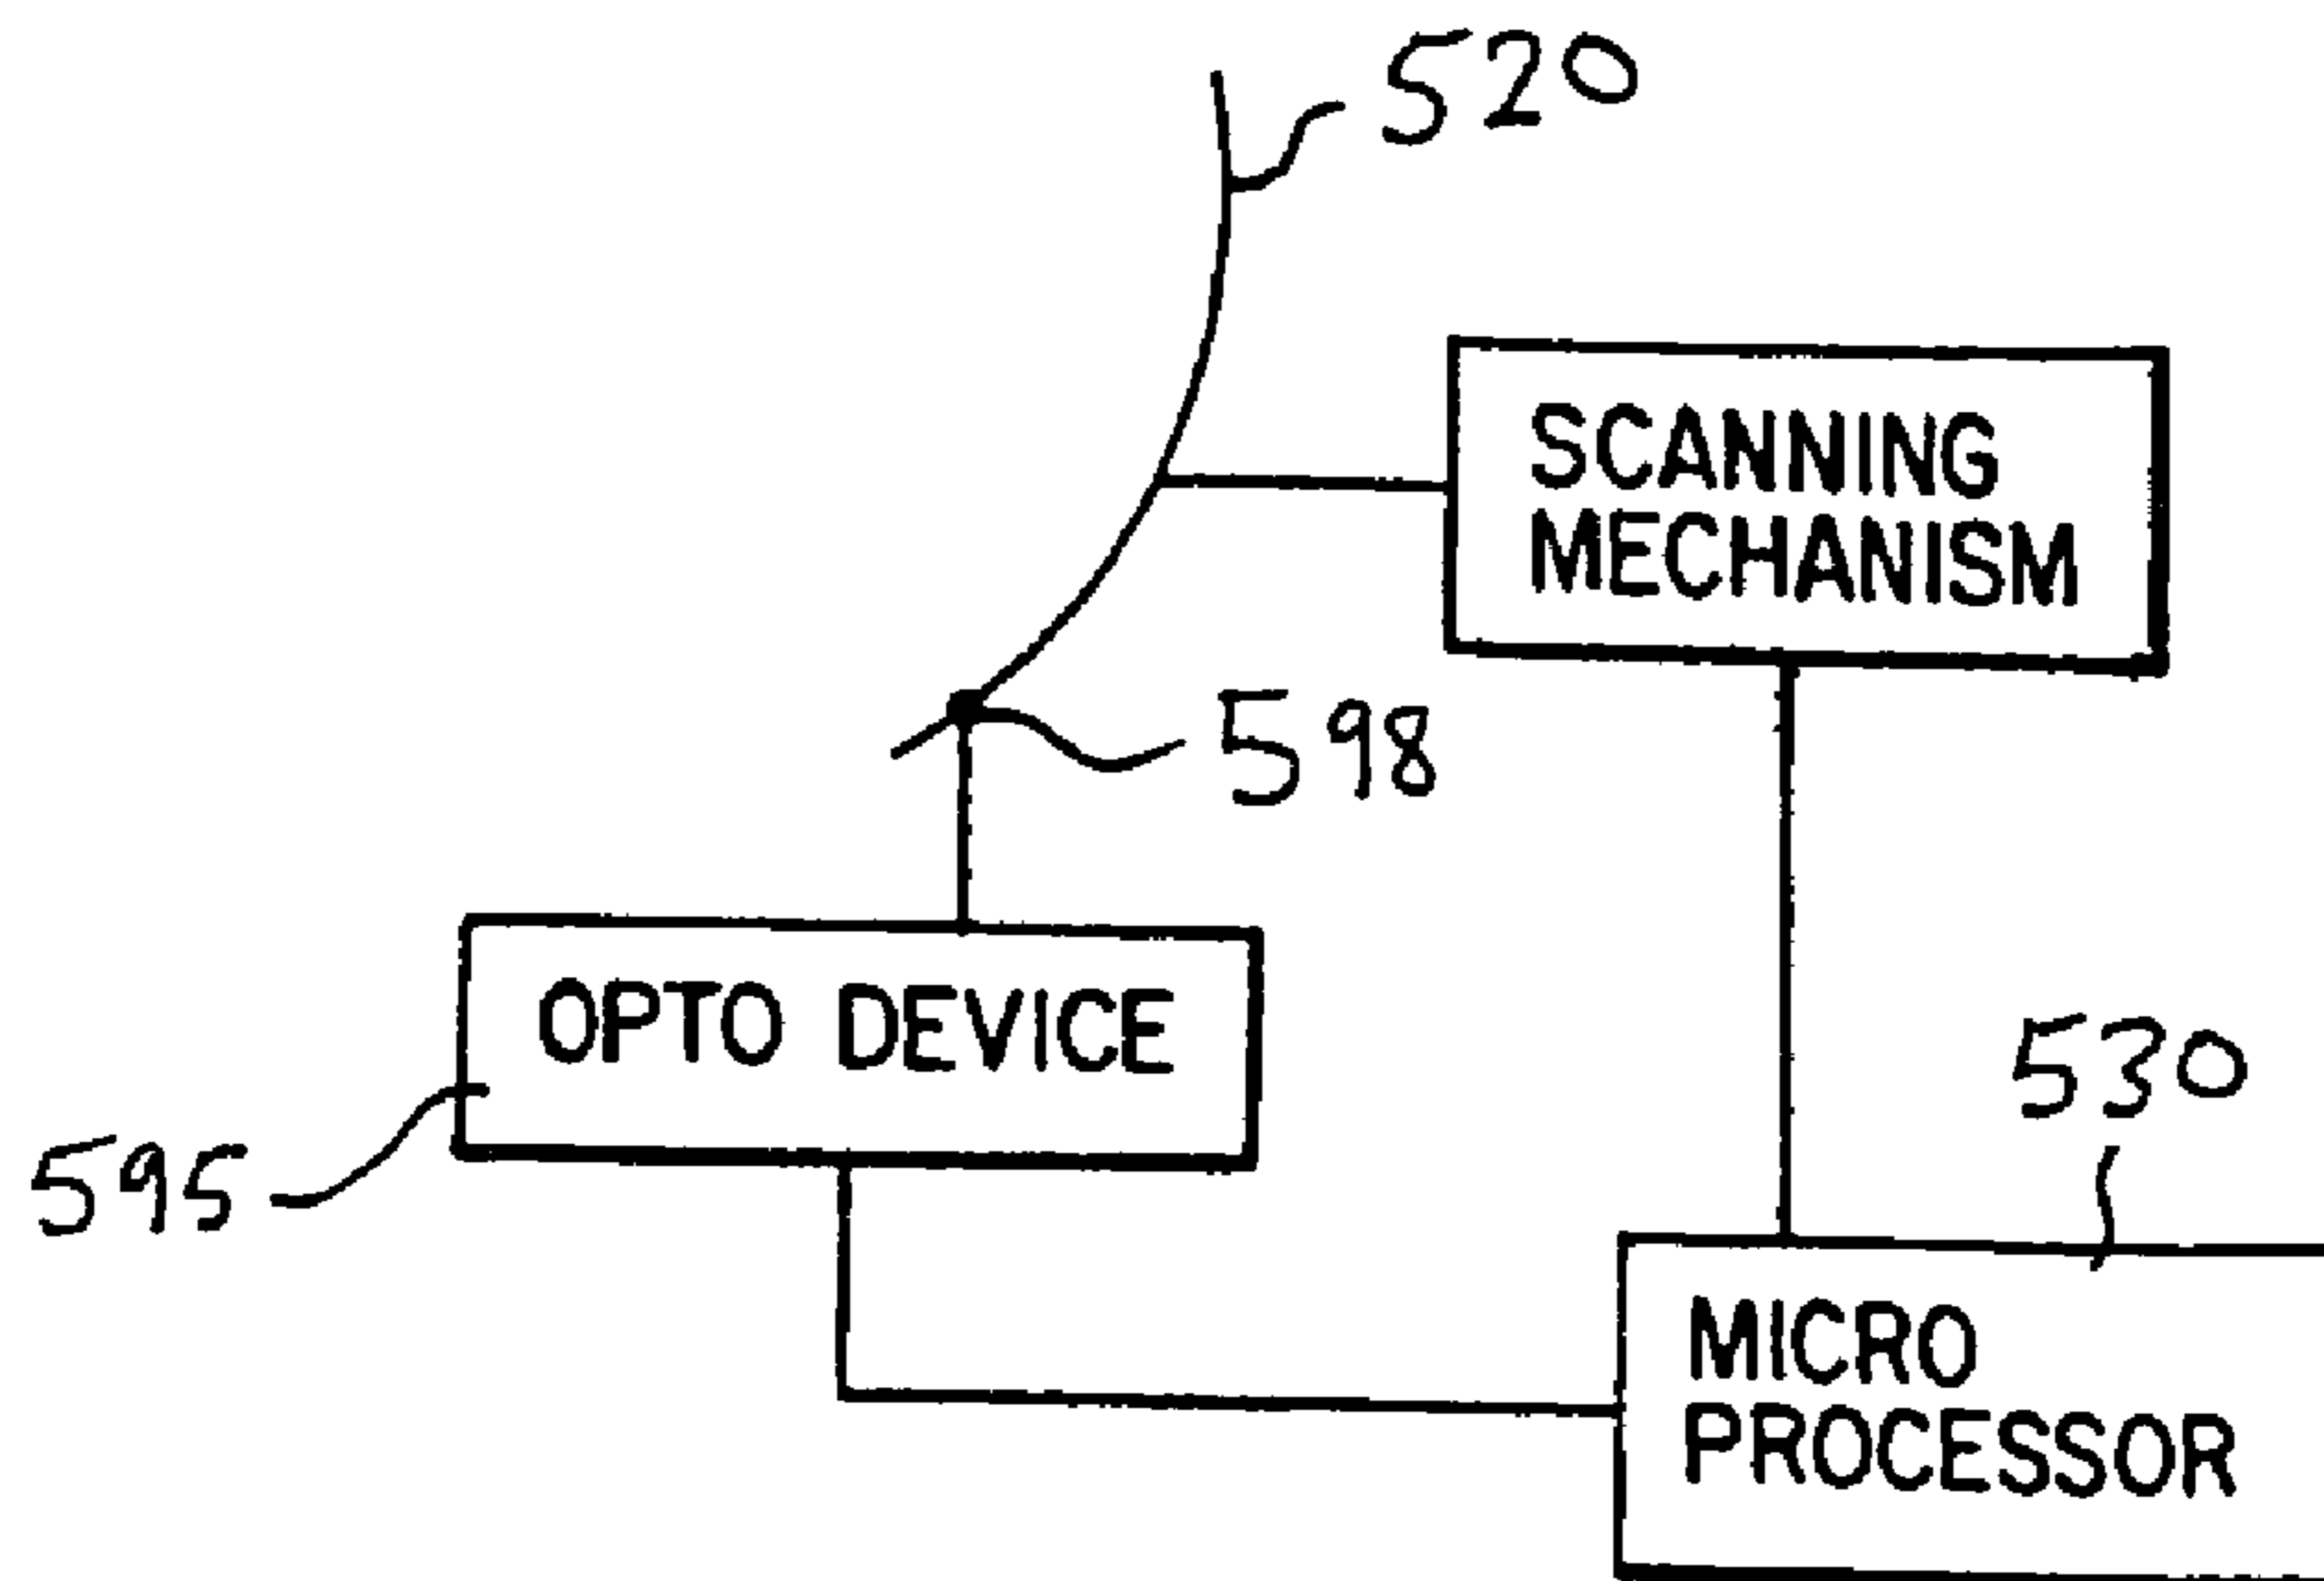 520
SCANNING
MECHANISM
598
OPTO DEVICE
530
595
MICRO
PROCESSOR